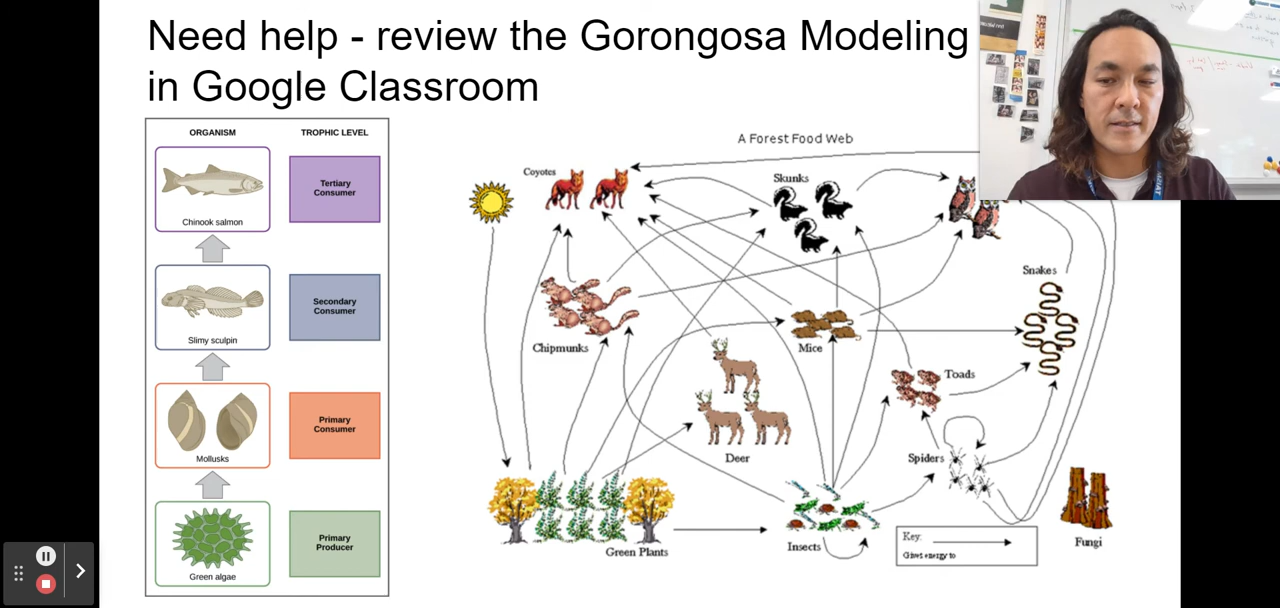 Need help - review the Gorongosa Modeling
in Google Classroom
ORGANISM
TROPHIC LEVEL
Chinook salmon
Tertiary
Consumer
Slimy sculpin
Secondary
Consumer
Mollusks
Primary
Consumer
Green algae
Primary
Producer
A Forest Food Web
Coyotes
Skunks
Snakes
Chipmunks
Mice
Toads
Deer
Spiders
Green Plants
Insects
Key:
Gives energy to
Fungi